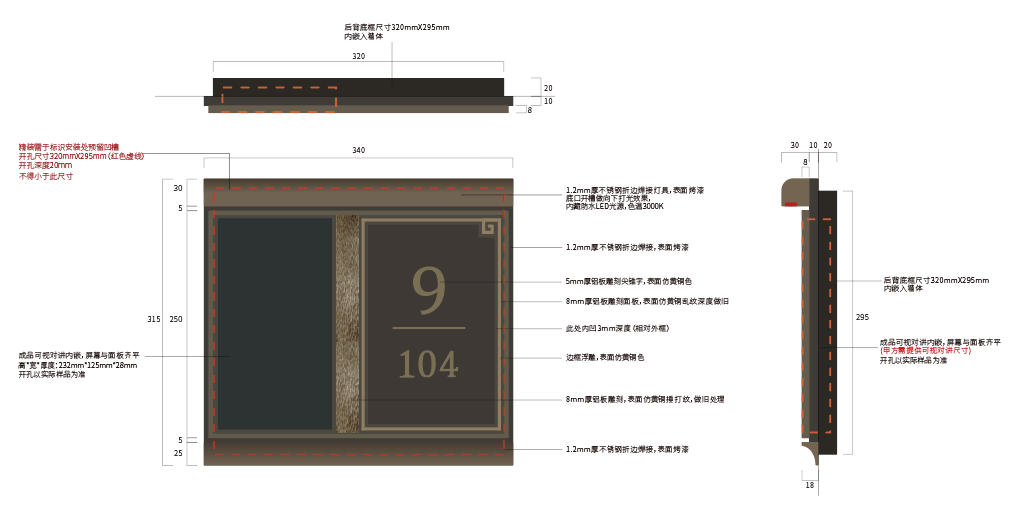 后背底框尺寸320mmX295mm
内嵌入墙体
320
20
10
8
精装需于标识安装处预留凹槽
开孔尺寸320mmX295mm(红色虚线)
开孔深度20mm
不得小于此尺寸
340
30
5
315
250
5
25
成品可视对讲内嵌,屏幕与面板齐平
高*宽*厚度:232mm*125mm*28mm
开孔以实际样品为准
9
104
1.2mm厚不锈钢折边焊接灯具,表面烤漆
底口开槽做向下打光效果,
内藏防水LED光源,色温3000K
1.2mm厚不锈钢折边焊接,表面烤漆
5mm厚铝板雕刻尖锥字,表面仿黄铜色
8mm厚铝板雕刻面板,表面仿黄铜乱纹深度做旧
此处内凹3mm深度(相对外框)
边框浮雕,表面仿黄铜色
8mm厚铝板雕刻,表面仿黄铜捶打纹,做旧处理
1.2mm厚不锈钢折边焊接,表面烤漆
30
10
20
8
后背底框尺寸320mmX295mm
内嵌入墙体
295
成品可视对讲内嵌,屏幕与面板齐平
(甲方需提供可视对讲尺寸)
开孔以实际样品为准
18